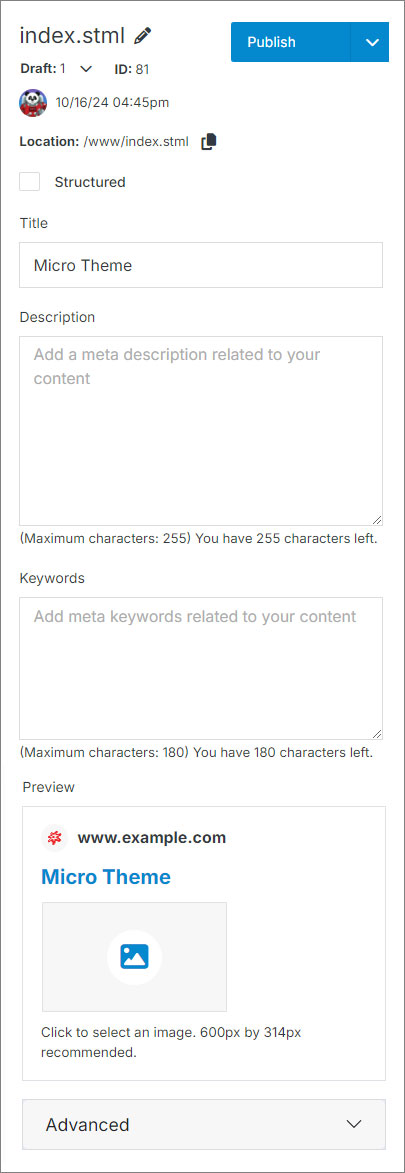 index.stml
Publish
Draft: 1
ID: 81
10/16/24 04:45pm
Location: /www/index.stml
Structured
Title
Micro Theme
Description
Add a meta description related to your
content
(Maximum characters: 255) You have 255 characters left.
Keywords
Add meta keywords related to your content
(Maximum characters: 180) You have 180 characters left.
Preview
www.example.com
Micro Theme
Click to select an image. 600px by 314px
recommended.
Advanced